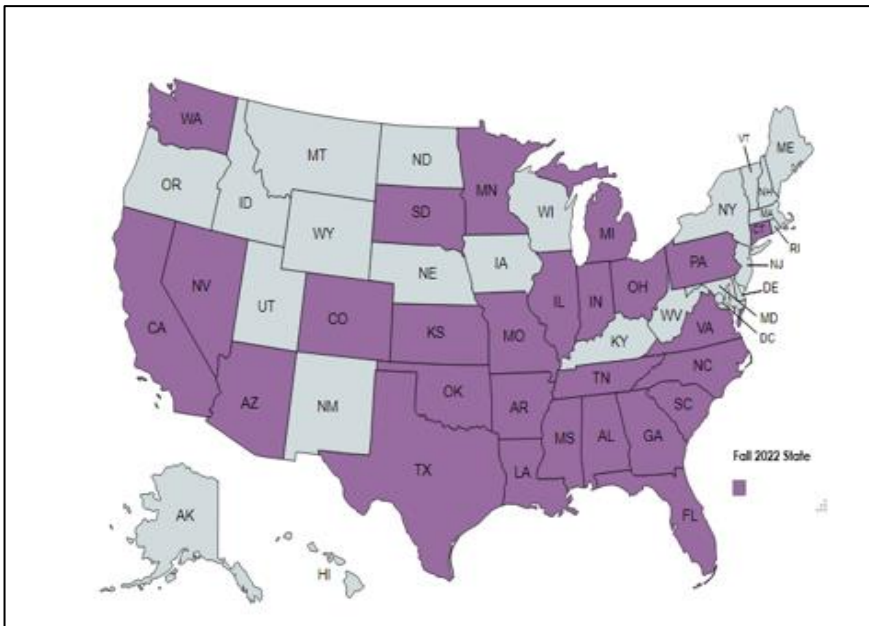 WA
MT
ND
MN
OR
ID
WY
SD
WI
MI
VT
ME
NH
NY
MA
CT
RI
NJ
DE
MD
DC
NE
IA
PA
NV
UT
CO
KS
MO
IL
IN
OH
WV
VA
KY
CA
AZ
NM
OK
AR
TN
NC
SC
MS
AL
GA
TX
LA
FL
Fall 2022 State
AK
HI